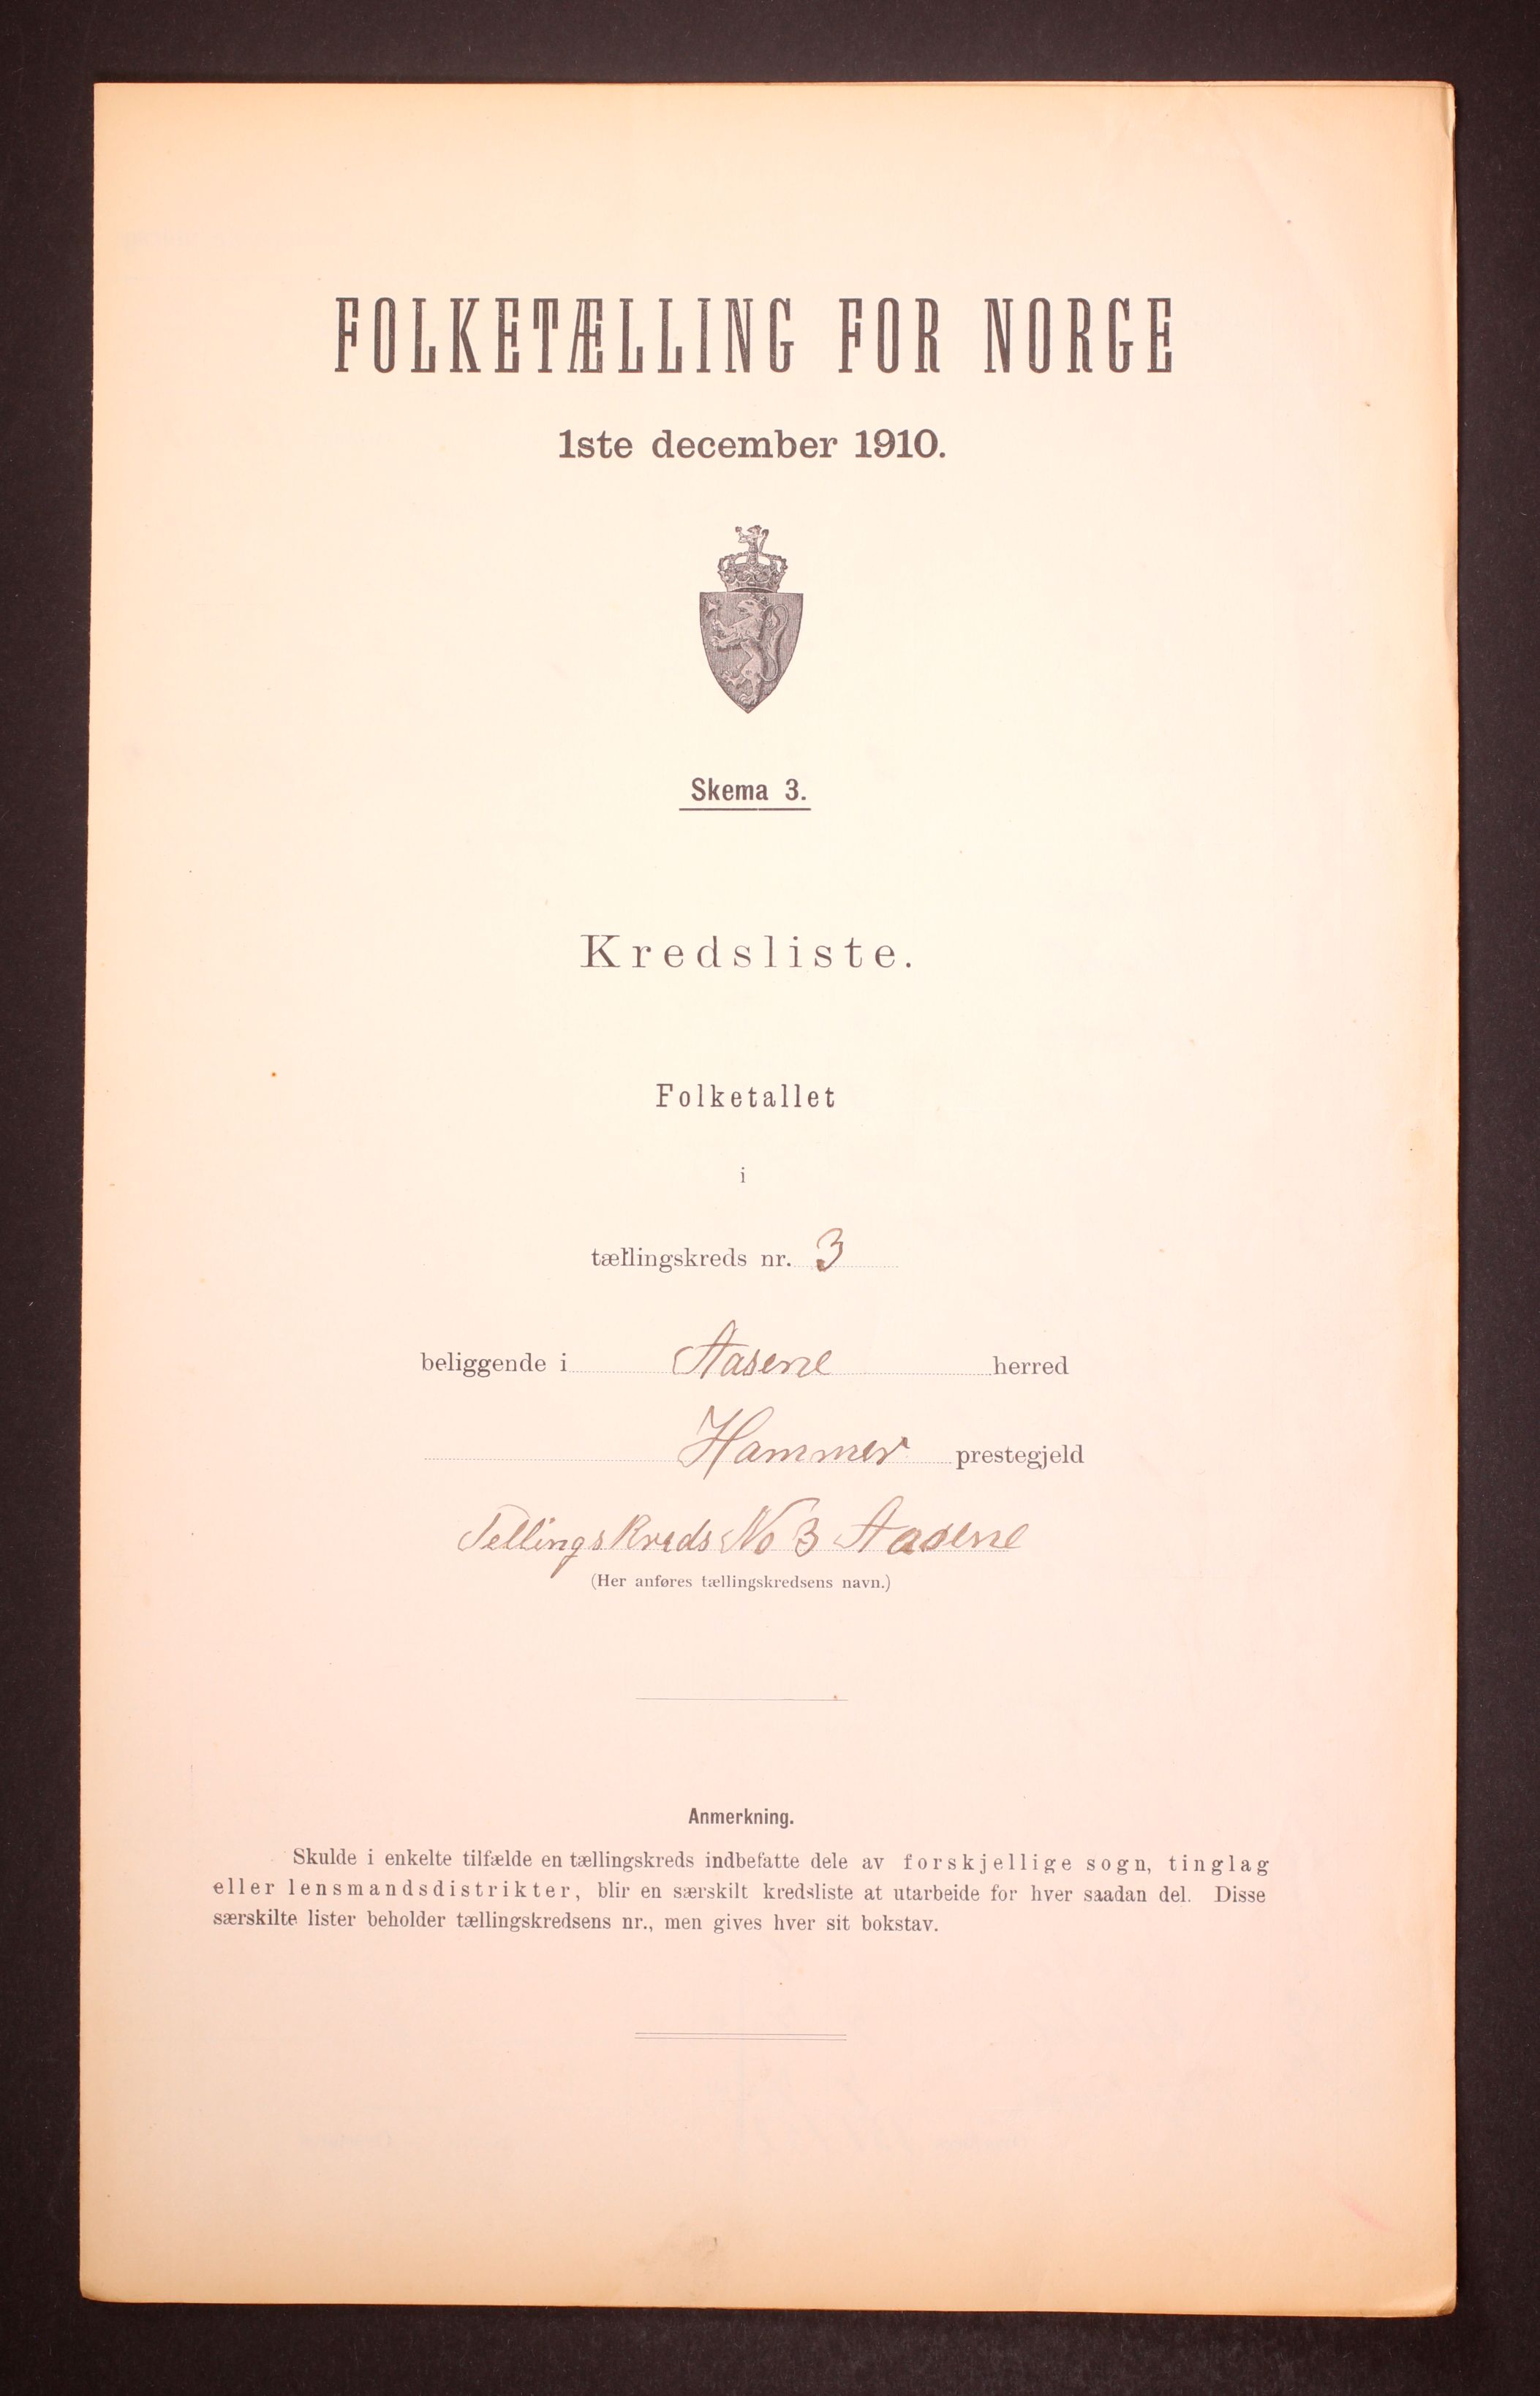 FOLKETÆLLING FOR NORGE
1ste december 1910.
Skema 3.
Kredsliste.
Folketallet
i
tællingskreds nr. 3
beliggende i Aasene herred
Hammer prestegjeld
Tellingskreds No 3 Aasene
(Her anføres tællingskredsens navn.)
Anmerkning.
Skulde i enkelte tilfælde en tællingskreds indbefatte dele av forskjellige sogn, tinglag
eller lensmandsdistrikter, blir en særskilt kredsliste at utarbeide for hver saadan del. Disse
særskilte lister beholder tællingskredsens nr., men gives hver sit bokstav.